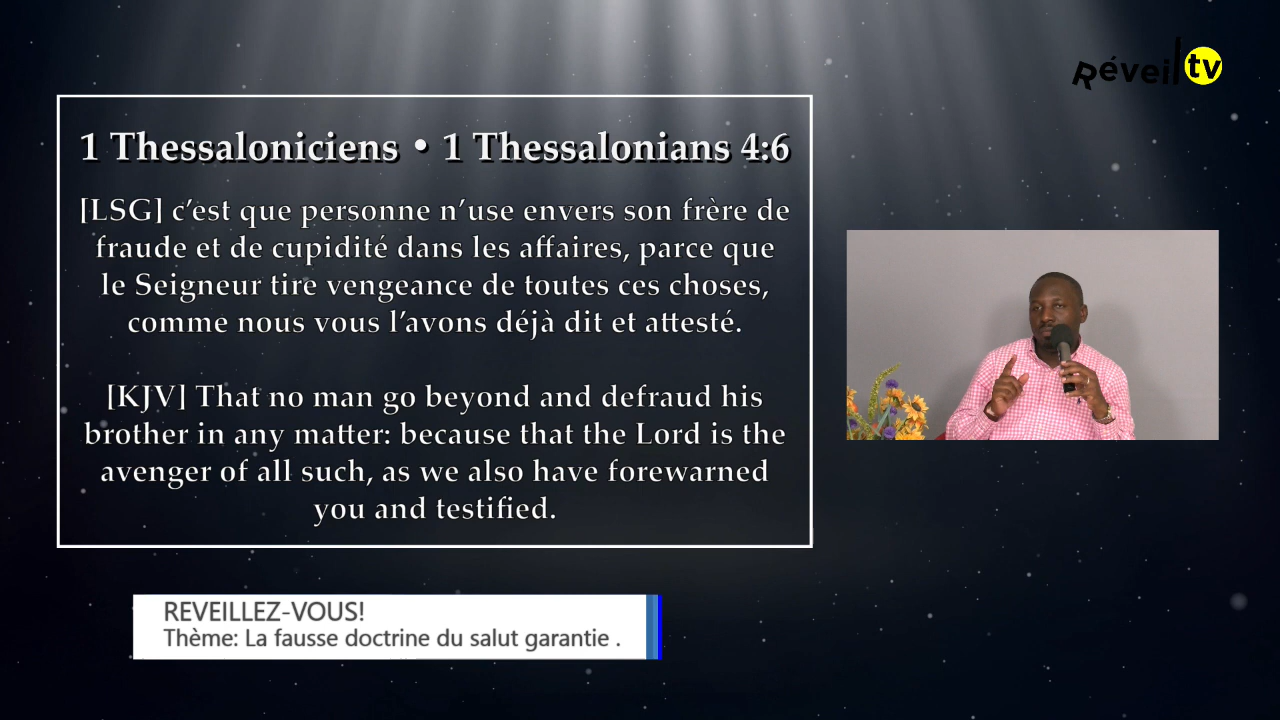 Réveil tv
1 Thessaloniciens • 1 Thessalonians 4:6
[LSG] c’est que personne n’use envers son frère de
fraude et de cupidité dans les affaires, parce que
le Seigneur tire vengeance de toutes ces choses,
comme nous vous l’avons déjà dit et attesté.
[KJV] That no man go beyond and defraud his
brother in any matter: because that the Lord is the
avenger of all such, as we also have forewarned
you and testified.
REVEILLEZ-VOUS!
Thème: La fausse doctrine du salut garantie .